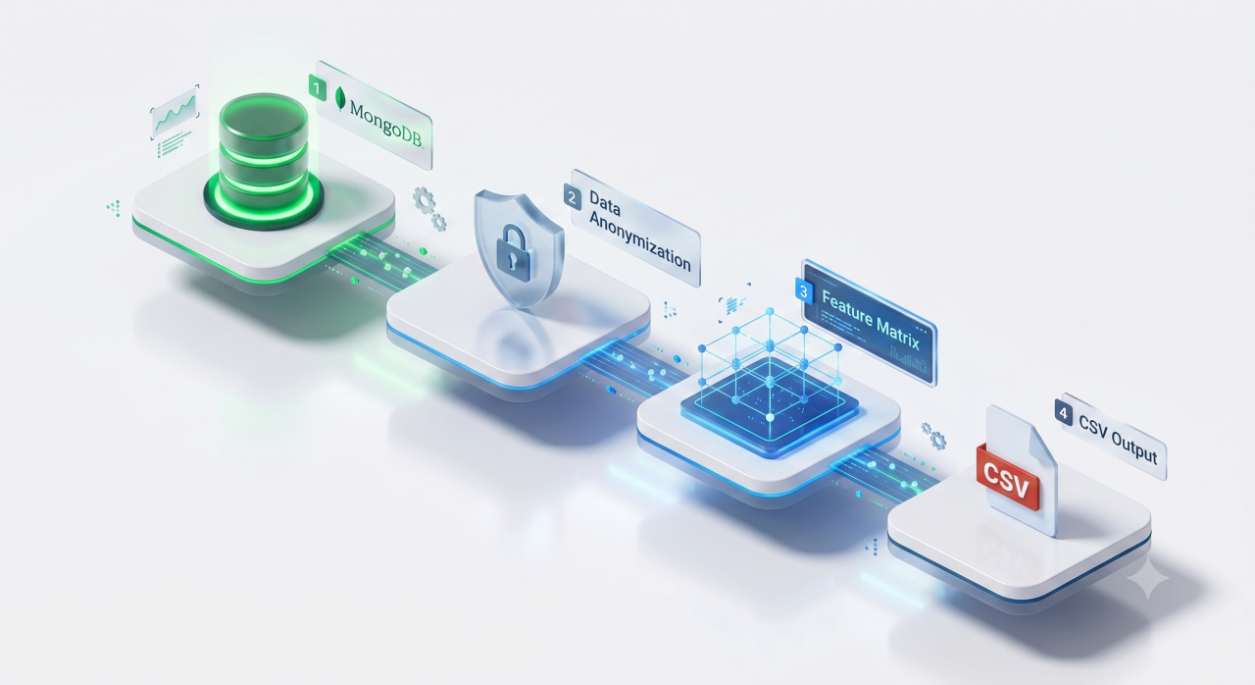 1
MongoDB.
2
Data
Anonymization
3
Feature Matrix
4
CSV Output
CSV